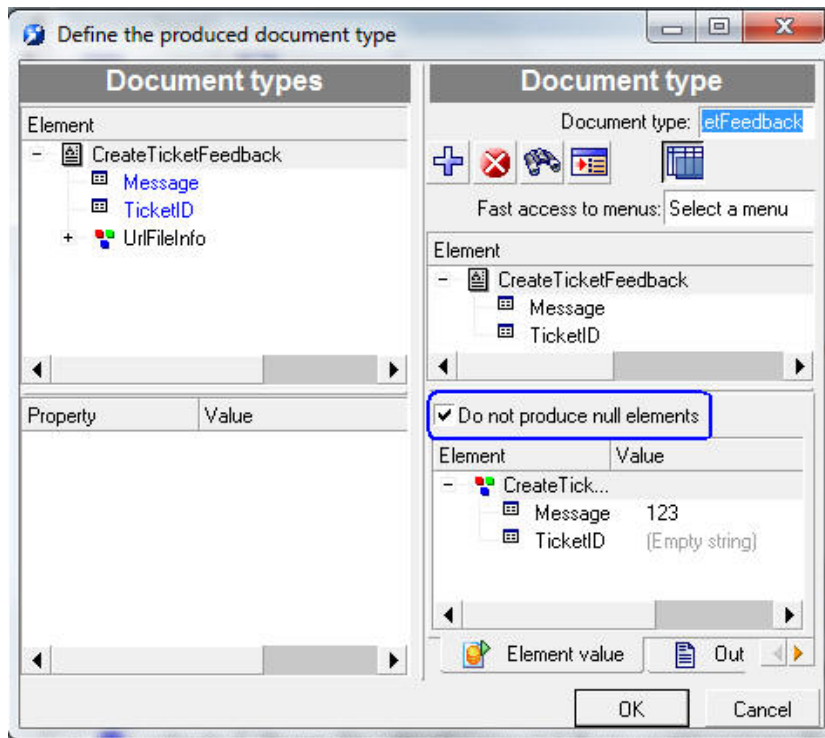 Define the produced document type
Document types
Element
CreateTicketFeedback
Message
TicketID
UrlFileInfo
Property Value
Document type
Document type: etFeedback
Fast access to menus: Select a menu
Element
CreateTicketFeedback
Message
TicketID
Do not produce null elements
Element Value
CreateTick...
Message 123
TicketID (Empty string)
Element value Out
OK Cancel